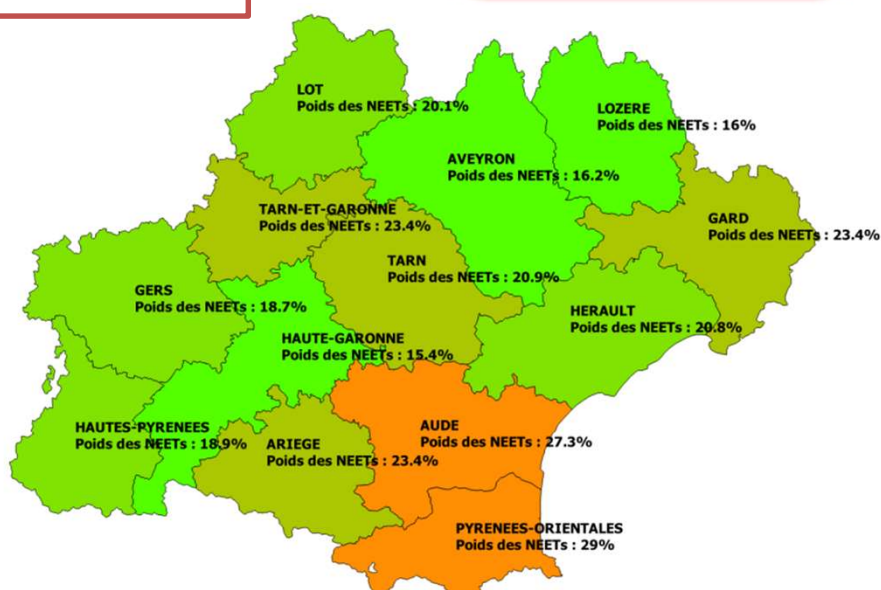 LOT
Poids des NEETs : 20.1%
LOZERE
Poids des NEETs : 16%
AVEYRON
Poids des NEETs : 16.2%
TARN-ET-GARONNE
Poids des NEETs : 23.4%
GARD
Poids des NEETs : 23.4%
TARN
Poids des NEETs : 20.9%
GERS
Poids des NEETs : 18.7%
HERAULT
Poids des NEETs : 20.8%
HAUTE-GARONNE
Poids des NEETs : 15.4%
HAUTES-PYRENEES
Poids des NEETs : 18.9%
ARIEGE
Poids des NEETs : 23.4%
AUDE
Poids des NEETs : 27.3%
PYRENEES-ORIENTALES
Poids des NEETs : 29%